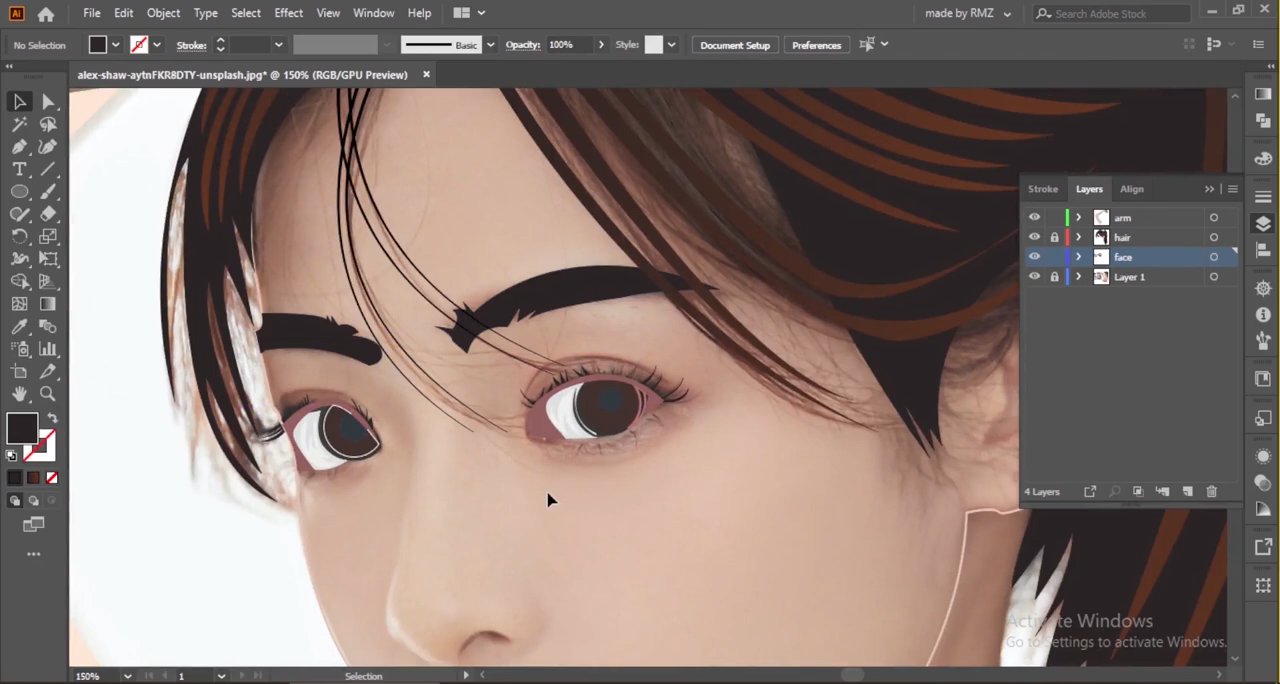 Ai File Edit Object Type Select Effect View Window Help made by RMZ Search Adobe Stock
No Selection Stroke: Basic Opacity: 100% Style: Document Setup Preferences
alex-shaw-aytnFKR8DTY-unsplash.jpg* @ 150% (RGB/GPU Preview)
Stroke Layers Align
arm
hair
face
Layer 1
4 Layers
Activate Windows
Go to Settings to activate Windows.
150% 1 Selection